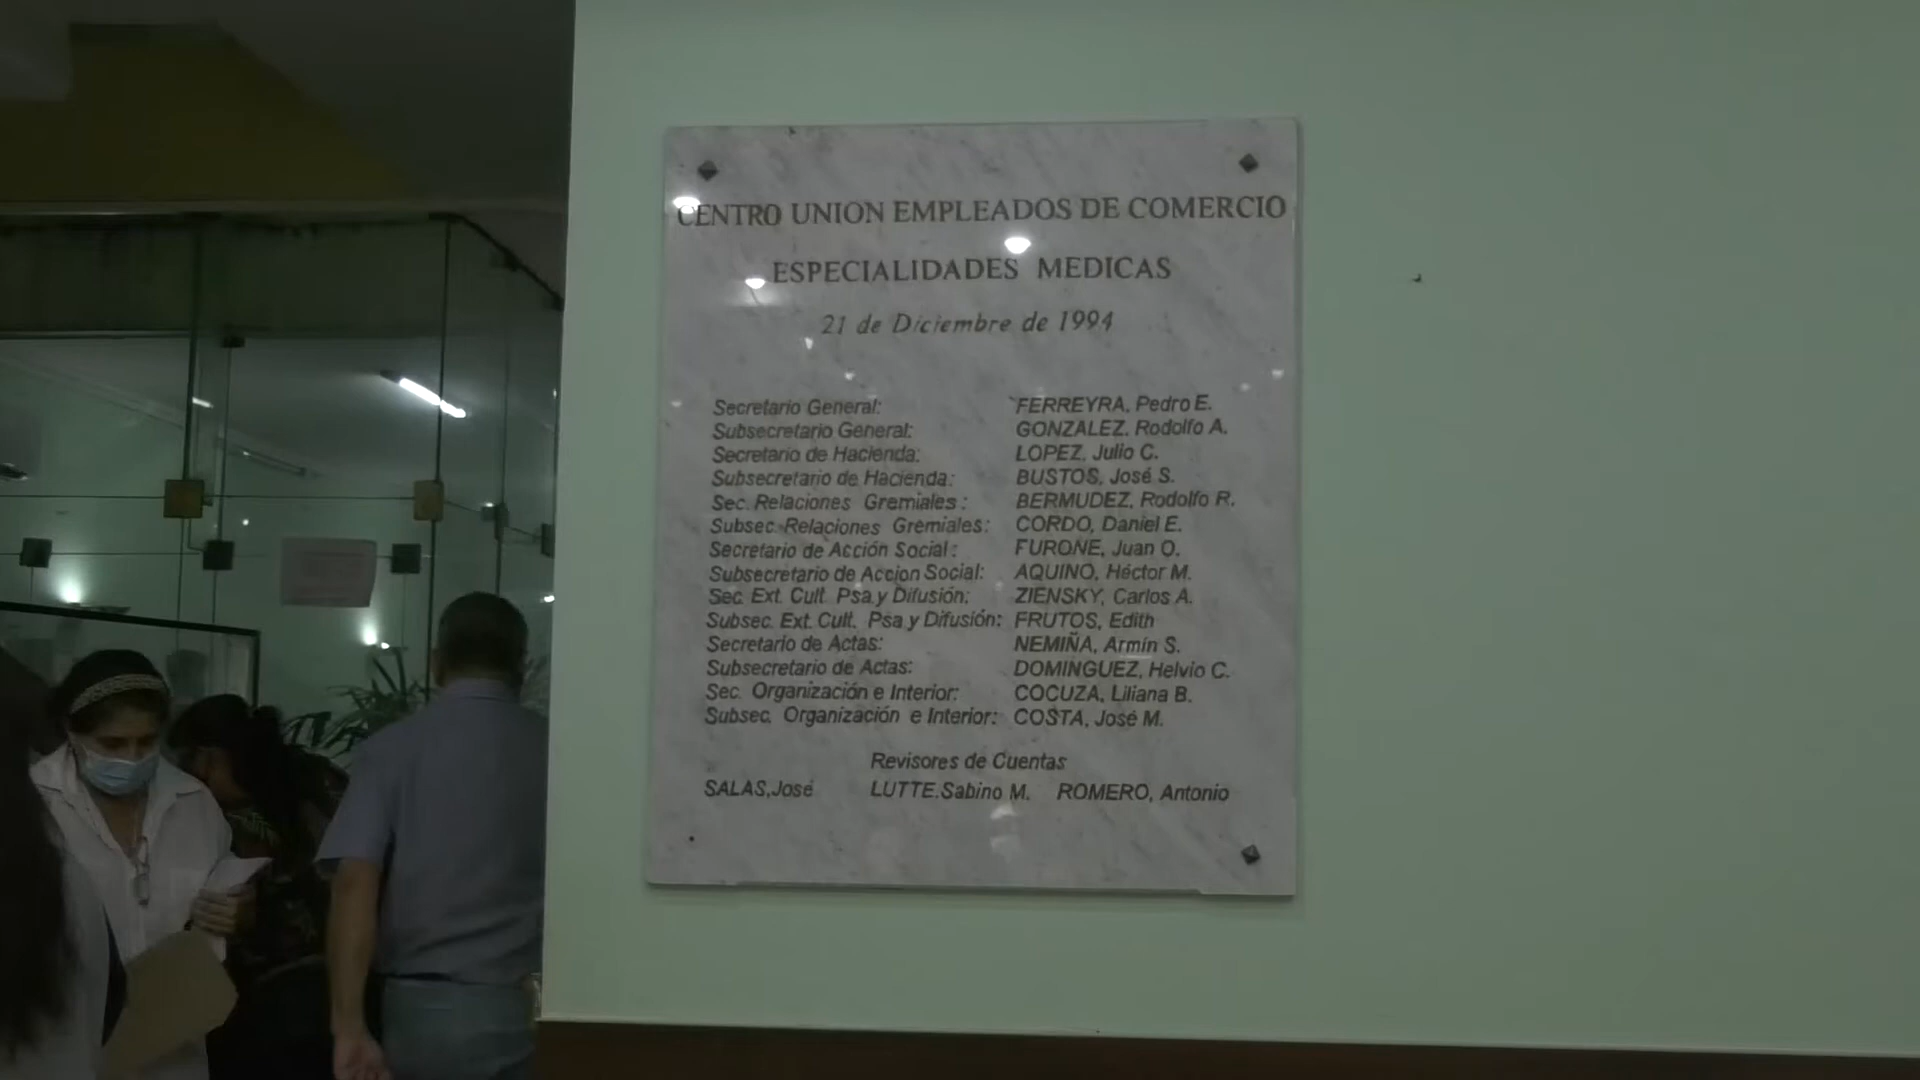 CENTRO UNION EMPLEADOS DE COMERCIO
ESPECIALIDADES MEDICAS
21 de Diciembre de 1994
Secretario General: FERREYRA, Pedro E.
Subsecretario General: GONZALEZ, Rodolfo A.
Secretario de Hacienda: LOPEZ, Julio C.
Subsecretario de Hacienda: BUSTOS, José S.
Sec. Relaciones Gremiales: BERMUDEZ, Rodolfo R.
Subsec. Relaciones Gremiales: CORDO, Daniel E.
Secretario de Acción Social: FURONE, Juan O.
Subsecretario de Accion Social: AQUINO, Héctor M.
Sec. Ext. Cult. Psa y Difusión: ZIENSKY, Carlos A.
Subsec. Ext. Cult. Psa y Difusión: FRUTOS, Edith
Secretario de Actas: NEMIÑA, Armín S.
Subsecretario de Actas: DOMINGUEZ, Helvio C.
Sec. Organización e Interior: COCUZA, Liliana B.
Subsec. Organización e Interior: COSTA, José M.
Revisores de Cuentas
SALAS, José LUTTE. Sabino M. ROMERO, Antonio